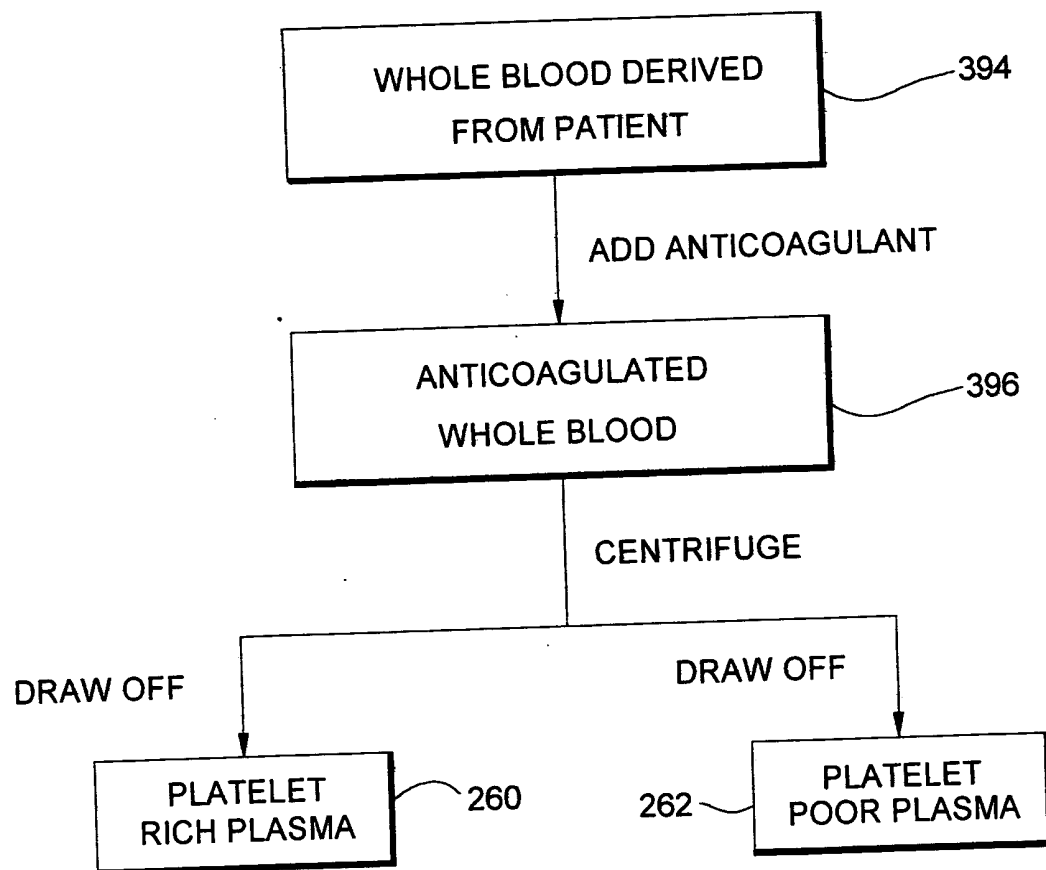 WHOLE BLOOD DERIVED
FROM PATIENT
394
ADD ANTICOAGULANT
ANTICOAGULATED
WHOLE BLOOD
396
CENTRIFUGE
DRAW OFF
DRAW OFF
PLATELET
RICH PLASMA
260
262
PLATELET
POOR PLASMA